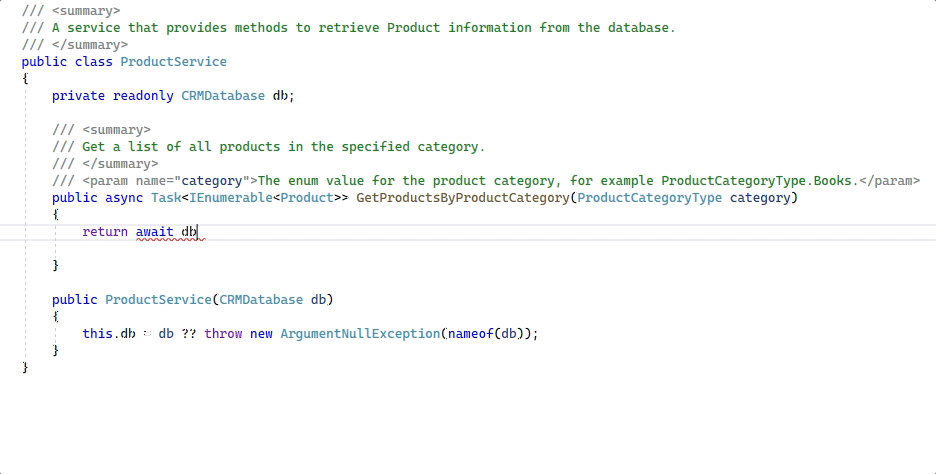 /// <summary>
/// A service that provides methods to retrieve Product information from the database.
/// </summary>
public class ProductService
{
    private readonly CRMDatabase db;
    /// <summary>
    /// Get a list of all products in the specified category.
    /// </summary>
    /// <param name="category">The enum value for the product category, for example ProductCategoryType.Books.</param>
    public async Task<IEnumerable<Product>> GetProductsByProductCategory(ProductCategoryType category)
    {
        return await db
    }
    public ProductService(CRMDatabase db)
    {
        this.db = db ?? throw new ArgumentNullException(nameof(db));
    }
}